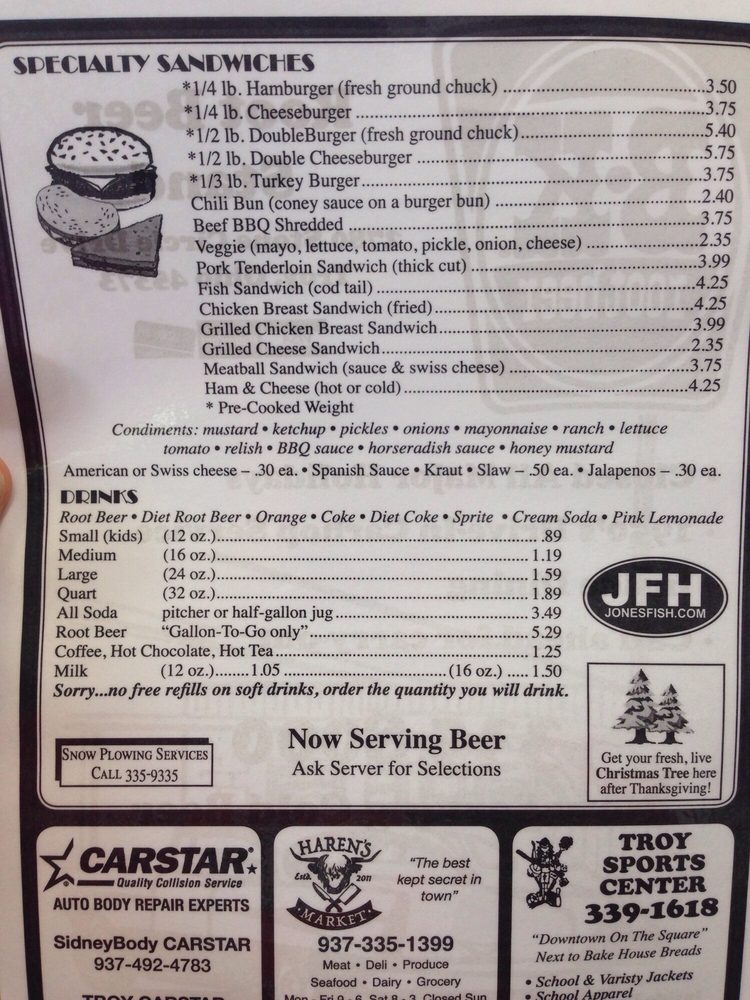 SPECIALTY SANDWICHES
*1/4 lb. Hamburger (fresh ground chuck) ..........3.50
*1/4 lb. Cheeseburger ..........3.75
*1/2 lb. DoubleBurger (fresh ground chuck)..........5.40
*1/2 lb. Double Cheeseburger ..........5.75
*1/3 lb. Turkey Burger..........3.75
Chili Bun (coney sauce on a burger bun) ..........2.40
Beef BBQ Shredded ..........3.75
Veggie (mayo, lettuce, tomato, pickle, onion, cheese) ..........2.35
Pork Tenderloin Sandwich (thick cut) ..........3.99
Fish Sandwich (cod tail) ..........4.25
Chicken Breast Sandwich (fried)..........4.25
Grilled Chicken Breast Sandwich..........3.99
Grilled Cheese Sandwich..........2.35
Meatball Sandwich (sauce & swiss cheese) ..........3.75
Ham & Cheese (hot or cold)..........4.25
* Pre-Cooked Weight
Condiments: mustard • ketchup • pickles • onions • mayonnaise • ranch • lettuce
tomato • relish • BBQ sauce • horseradish sauce • honey mustard
American or Swiss cheese – .30 ea. • Spanish Sauce • Kraut • Slaw – .50 ea. • Jalapenos – .30 ea.
DRINKS
Root Beer • Diet Root Beer • Orange • Coke • Diet Coke • Sprite • Cream Soda • Pink Lemonade
Small (kids) (12 oz.).......... .89
Medium (16 oz.).......... 1.19
Large (24 oz.).......... 1.59
Quart (32 oz.).......... 1.89
All Soda pitcher or half-gallon jug .......... 3.49
Root Beer "Gallon-To-Go only".......... 5.29
Coffee, Hot Chocolate, Hot Tea.......... 1.25
Milk (12 oz.)........1.05 ..........(16 oz.) ..... 1.50
Sorry...no free refills on soft drinks, order the quantity you will drink.
JFH
JONESFISH.COM
Now Serving Beer
Ask Server for Selections
SNOW PLOWING SERVICES
CALL 335-9335
Get your fresh, live
Christmas Tree here
after Thanksgiving!
CARSTAR
Quality Collision Service
AUTO BODY REPAIR EXPERTS
SidneyBody CARSTAR
937-492-4783
TROY CARSTAR
HAREN'S
Estb. 2011
MARKET
"The best
kept secret in
town"
937-335-1399
Meat • Deli • Produce
Seafood • Dairy • Grocery
Mon - Fri 9 - 6, Sat 8 - 3, Closed Sun
TROY
SPORTS
CENTER
339-1618
"Downtown On The Square"
Next to Bake House Breads
• School & Varisty Jackets
• School Apparel